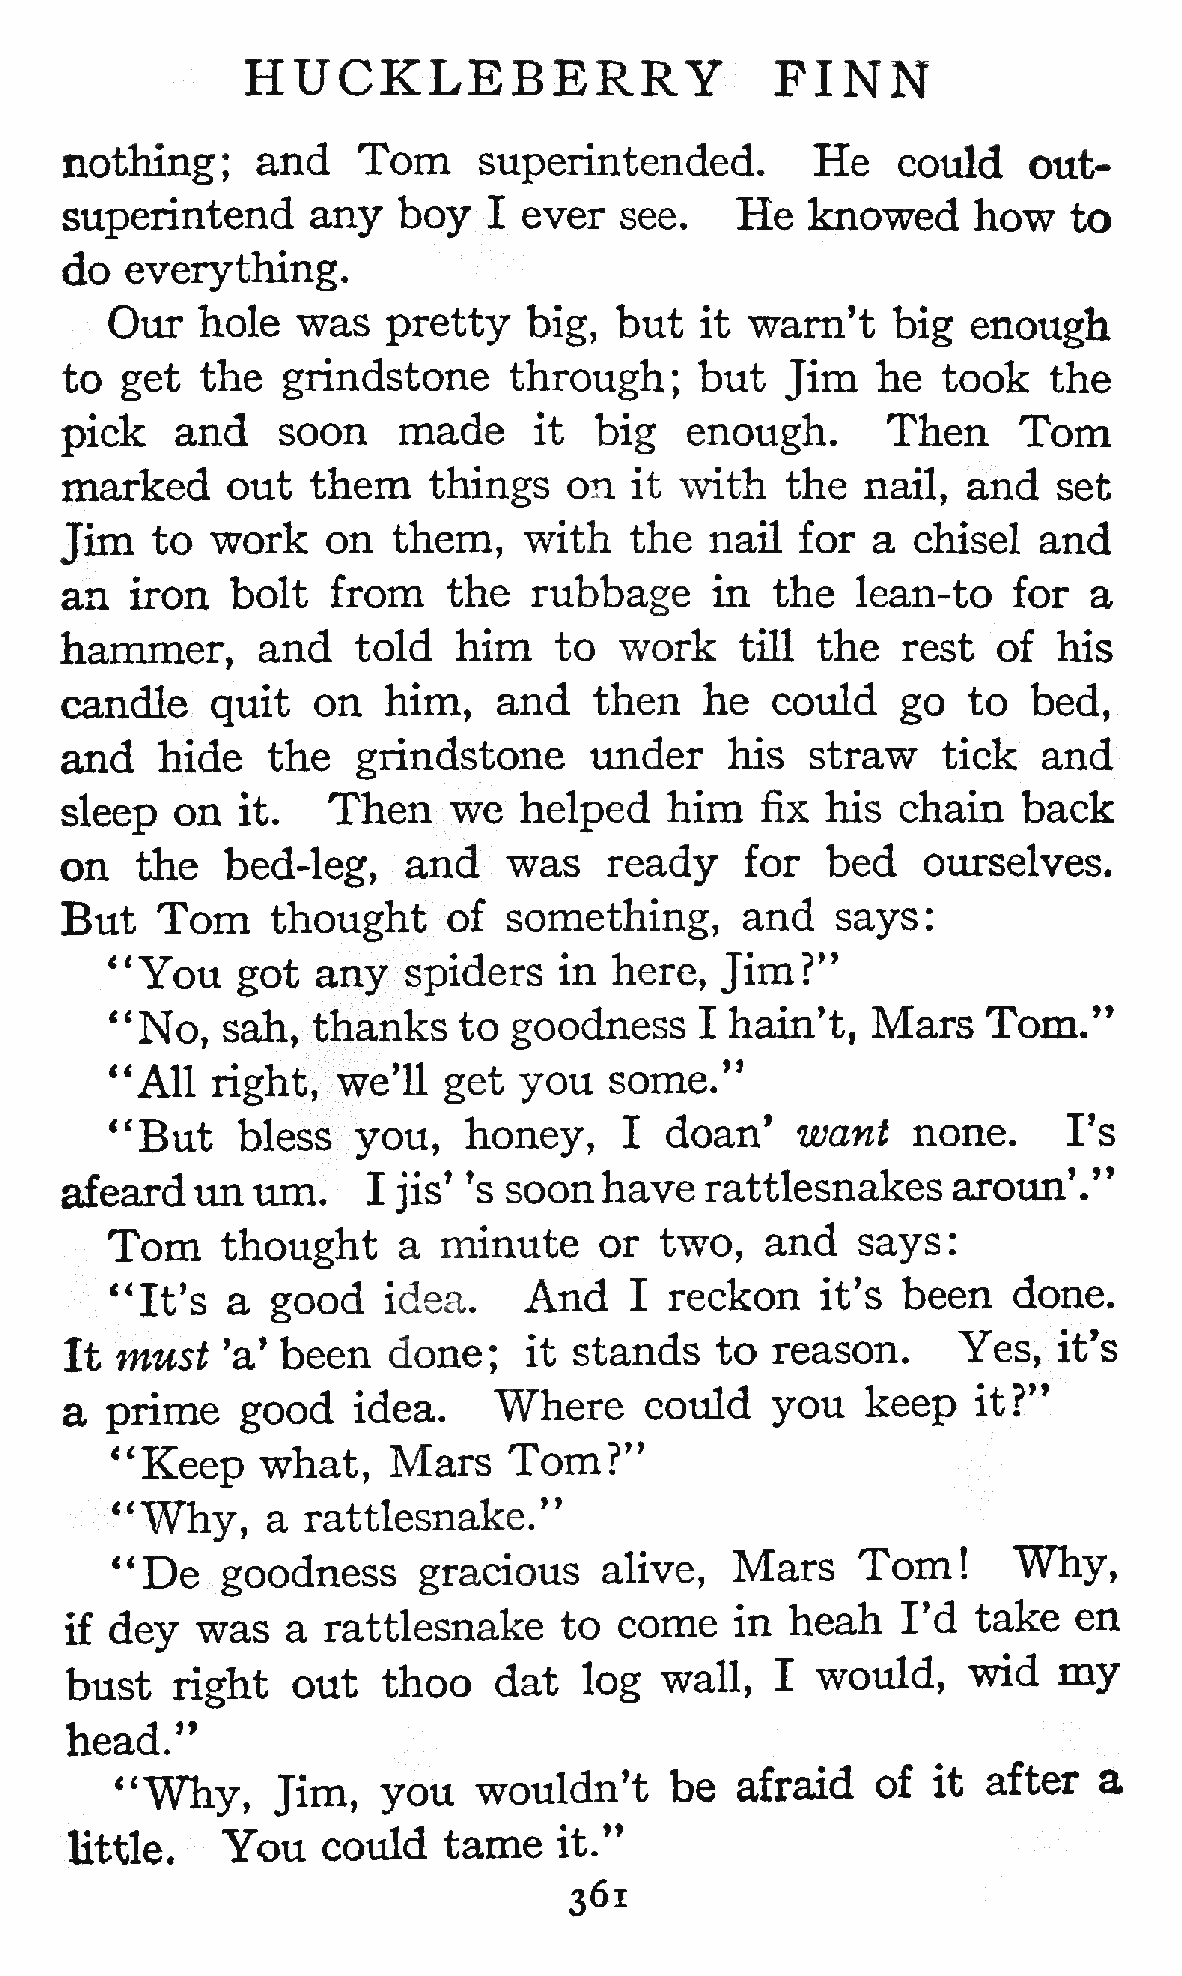 HUCKLEBERRY FINN
nothing; and Tom superintended. He could out-
superintend any boy I ever see. He knowed how to
do everything.
Our hole was pretty big, but it warn't big enough
to get the grindstone through; but Jim he took the
pick and soon made it big enough. Then Tom
marked out them things on it with the nail, and set
Jim to work on them, with the nail for a chisel and
an iron bolt from the rubbage in the lean-to for a
hammer, and told him to work till the rest of his
candle quit on him, and then he could go to bed,
and hide the grindstone under his straw tick and
sleep on it. Then we helped him fix his chain back
on the bed-leg, and was ready for bed ourselves.
But Tom thought of something, and says:
"You got any spiders in here, Jim?"
"No, sah, thanks to goodness I hain't, Mars Tom."
"All right, we'll get you some."
"But bless you, honey, I doan' want none. I's
afeard un um. I jis' 's soon have rattlesnakes aroun'."
Tom thought a minute or two, and says:
"It's a good idea. And I reckon it's been done.
It must 'a' been done; it stands to reason. Yes, it's
a prime good idea. Where could you keep it?"
"Keep what, Mars Tom?"
"Why, a rattlesnake."
"De goodness gracious alive, Mars Tom! Why,
if dey was a rattlesnake to come in heah I'd take en
bust right out thoo dat log wall, I would, wid my
head."
"Why, Jim, you wouldn't be afraid of it after a
little. You could tame it."
361